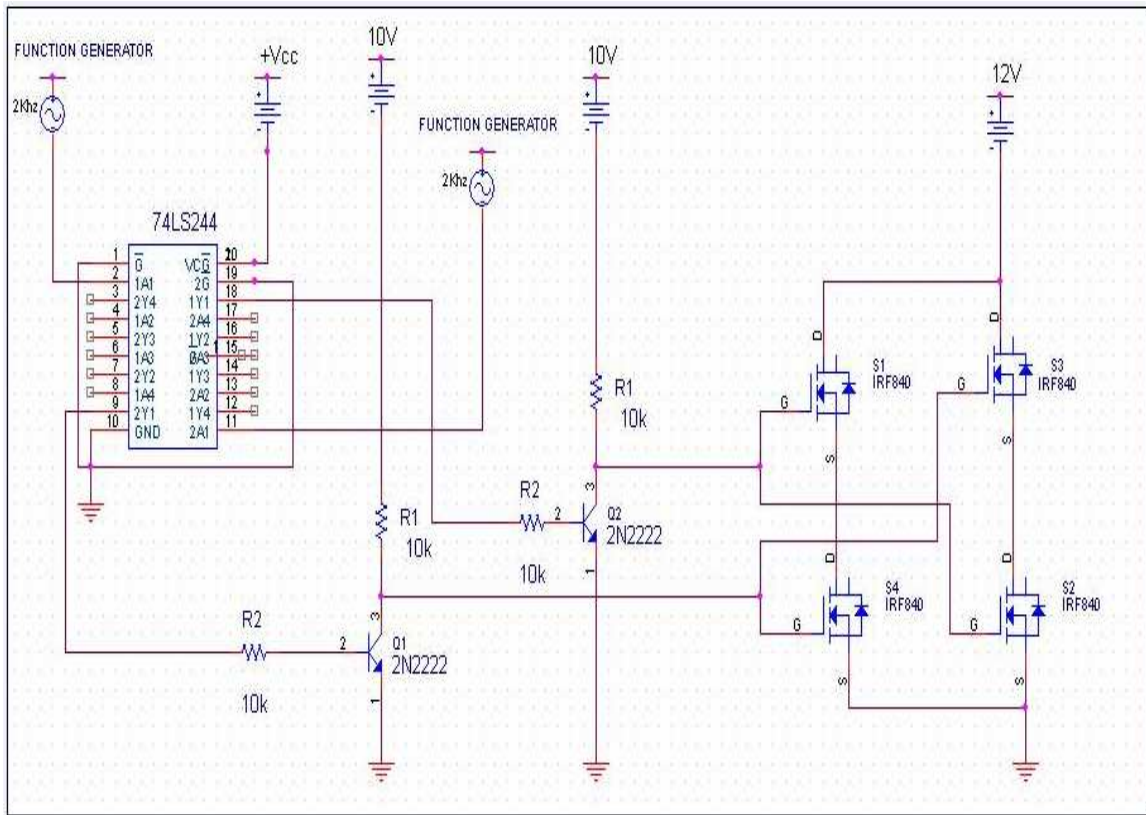 FUNCTION GENERATOR
2Khz
+Vcc
10V
FUNCTION GENERATOR
2Khz
10V
12V
74LS244
1 G
2 1A1
3 2Y4
4 1A2
5 2Y3
6 1A3
7 2Y2
8 1A4
9 2Y1
10 GND
20
19 2G
18 1Y1
17 2A4
16 1Y2
15
14 1Y3
13 2A2
12 1Y4
11 2A1
R1
10k
R1
10k
R2
10k
2
3
1
Q2
2N2222
R2
10k
2
3
1
Q1
2N2222
D
G
S
S1
IRF840
D
G
S
S3
IRF840
D
G
S
S4
IRF840
D
G
S
S2
IRF840